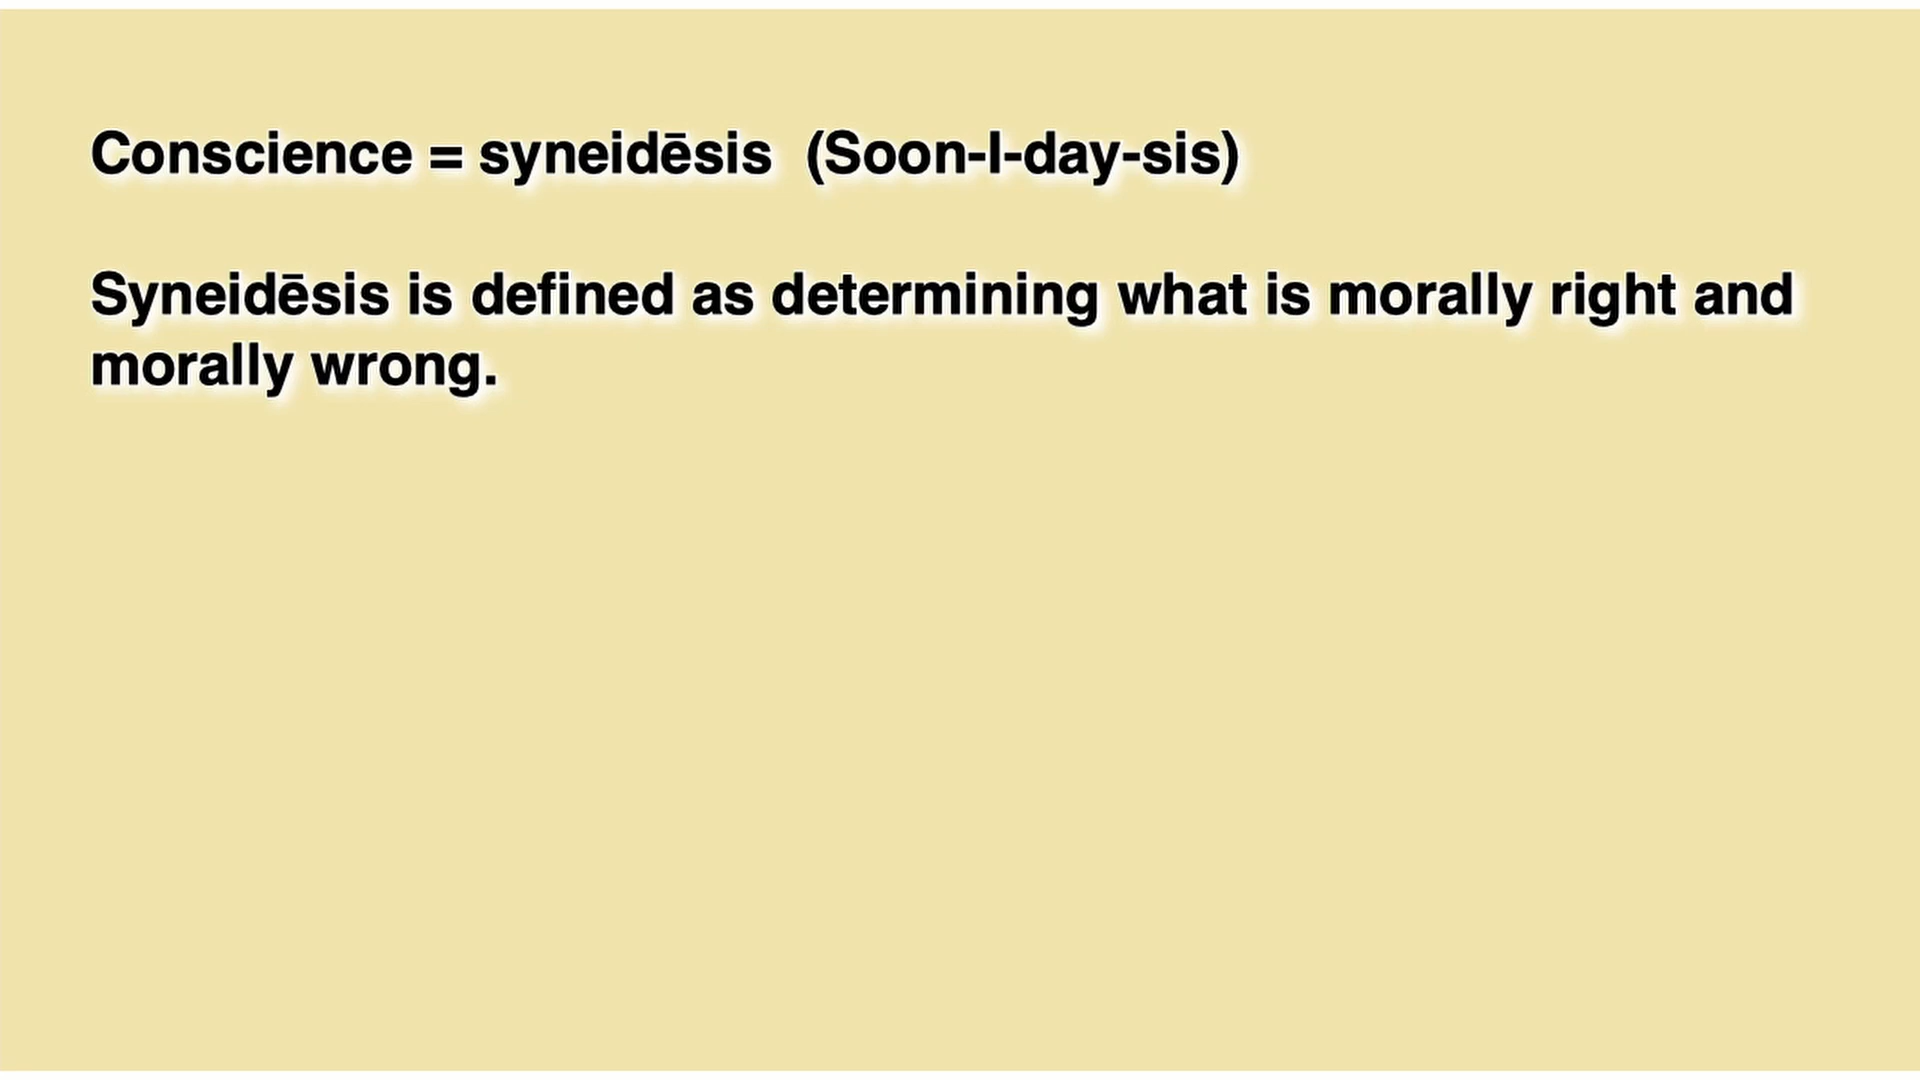 Conscience = syneidēsis (Soon-I-day-sis)
Syneidēsis is defined as determining what is morally right and
morally wrong.